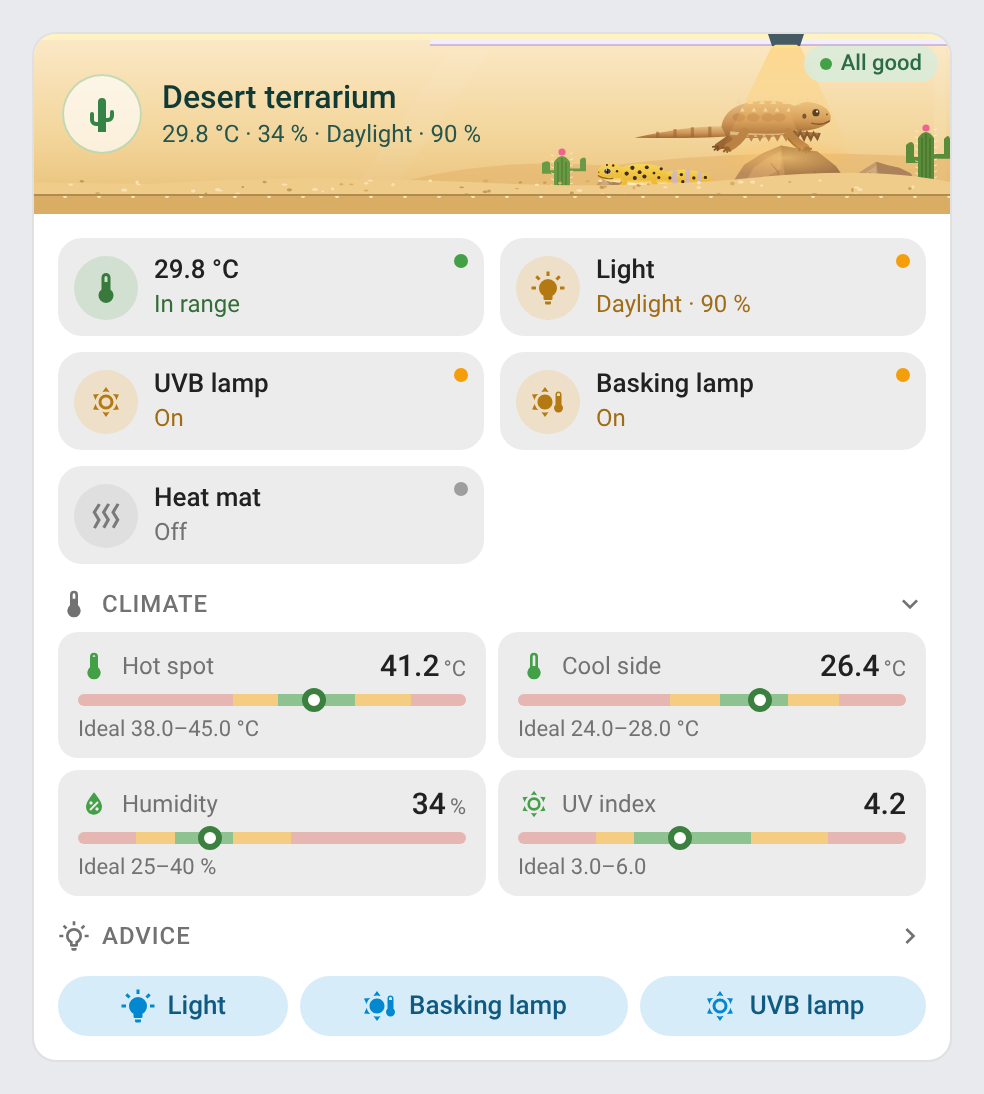 All good
Desert terrarium
29.8 °C · 34 % · Daylight · 90 %
29.8 °C
In range
Light
Daylight · 90 %
UVB lamp
On
Basking lamp
On
Heat mat
Off
CLIMATE
Hot spot 41.2 °C
Ideal 38.0–45.0 °C
Cool side 26.4 °C
Ideal 24.0–28.0 °C
Humidity 34 %
Ideal 25–40 %
UV index 4.2
Ideal 3.0–6.0
ADVICE
Light
Basking lamp
UVB lamp